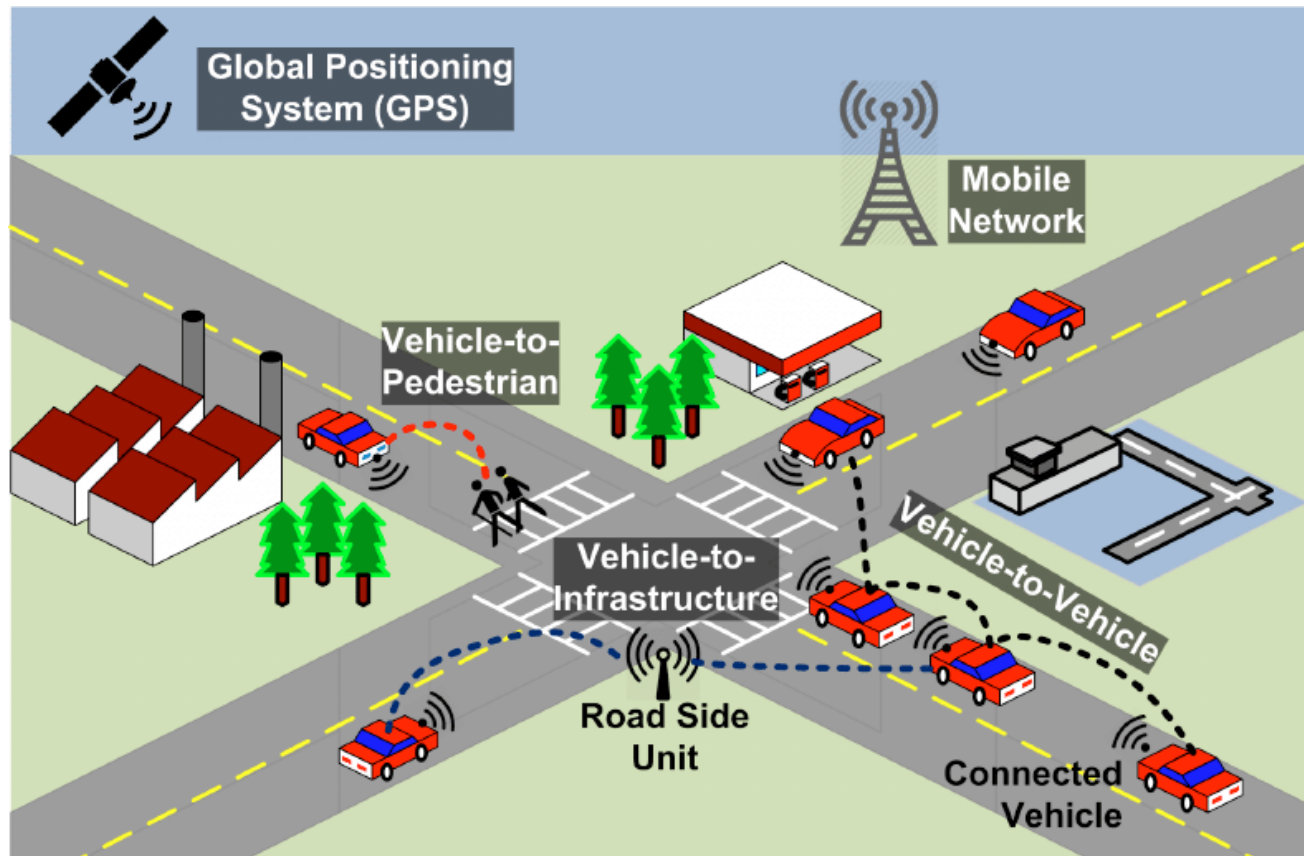 Global Positioning
System (GPS)
Mobile
Network
Vehicle-to-
Pedestrian
Vehicle-to-Vehicle
Vehicle-to-
Infrastructure
Road Side
Unit
Connected
Vehicle